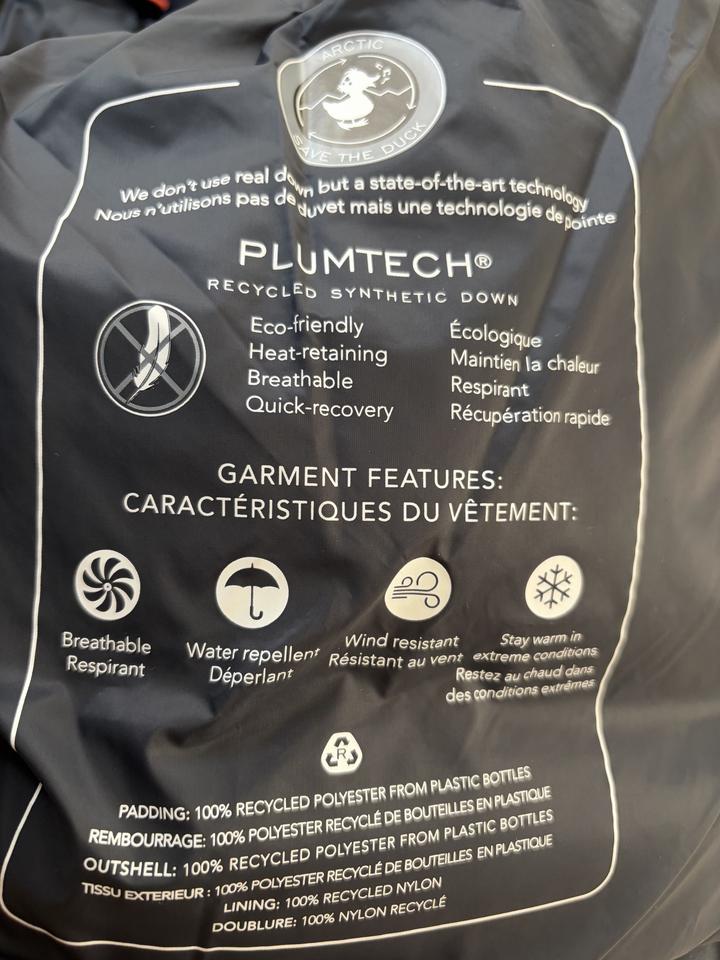 ARCTIC
SAVE THE DUCK
We don't use real down but a state-of-the-art technology
Nous n'utilisons pas de duvet mais une technologie de pointe
PLUMTECH®
RECYCLED SYNTHETIC DOWN
Eco-friendly
Heat-retaining
Breathable
Quick-recovery
Écologique
Maintien la chaleur
Respirant
Récupération rapide
GARMENT FEATURES:
CARACTÉRISTIQUES DU VÊTEMENT:
Breathable
Respirant
Water repellent
Déperlant
Wind resistant
Résistant au vent
Stay warm in
extreme conditions
Restez au chaud dans
des conditions extrêmes
R
PADDING: 100% RECYCLED POLYESTER FROM PLASTIC BOTTLES
REMBOURRAGE: 100% POLYESTER RECYCLÉ DE BOUTEILLES EN PLASTIQUE
OUTSHELL: 100% RECYCLED POLYESTER FROM PLASTIC BOTTLES
TISSU EXTERIEUR : 100% POLYESTER RECYCLÉ DE BOUTEILLES EN PLASTIQUE
LINING: 100% RECYCLED NYLON
DOUBLURE: 100% NYLON RECYCLÉ